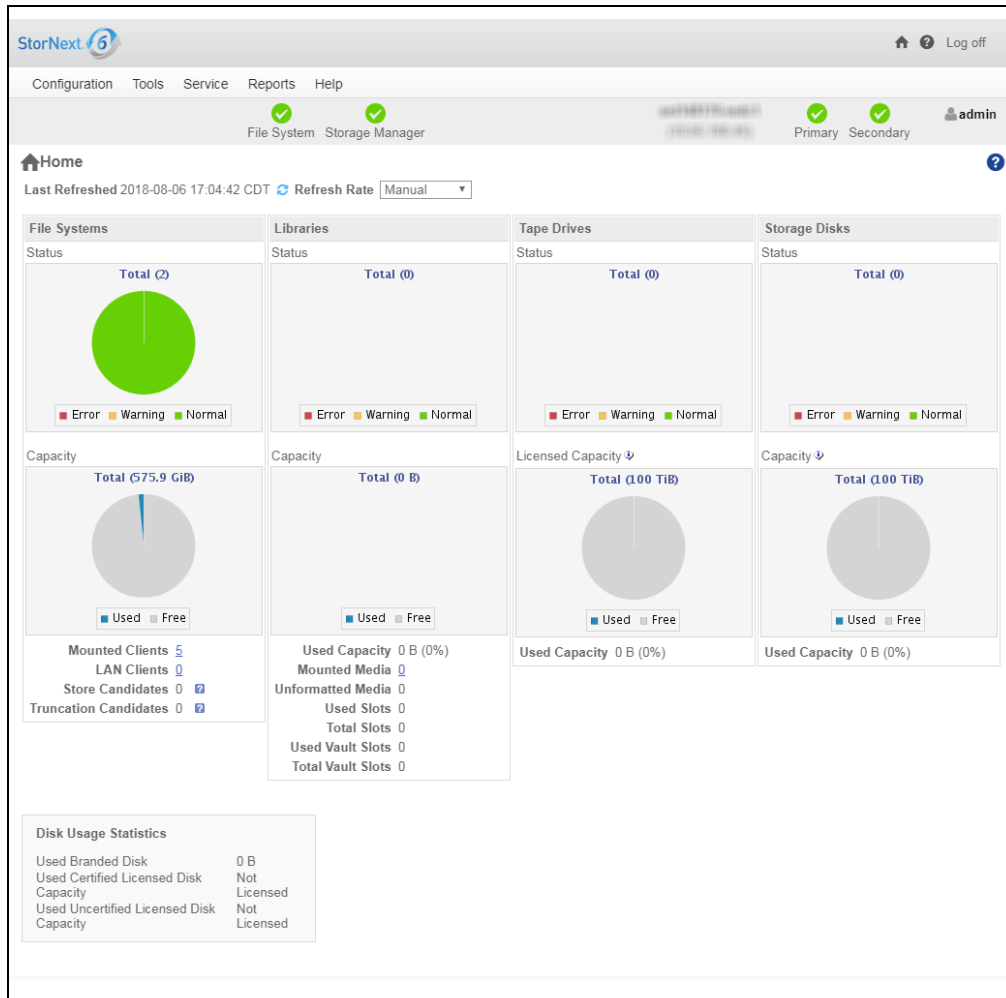 StorNext 6
Log off
Configuration Tools Service Reports Help
File System Storage Manager Primary Secondary admin
Home
Last Refreshed 2018-08-06 17:04:42 CDT Refresh Rate Manual
File Systems
Status
Total (2)
Error Warning Normal
Capacity
Total (575.9 GiB)
Used Free
Mounted Clients 5
LAN Clients 0
Store Candidates 0
Truncation Candidates 0
Libraries
Status
Total (0)
Error Warning Normal
Capacity
Total (0 B)
Used Free
Used Capacity 0 B (0%)
Mounted Media 0
Unformatted Media 0
Used Slots 0
Total Slots 0
Used Vault Slots 0
Total Vault Slots 0
Tape Drives
Status
Total (0)
Error Warning Normal
Licensed Capacity
Total (100 TiB)
Used Free
Used Capacity 0 B (0%)
Storage Disks
Status
Total (0)
Error Warning Normal
Capacity
Total (100 TiB)
Used Free
Used Capacity 0 B (0%)
Disk Usage Statistics
Used Branded Disk 0 B
Used Certified Licensed Disk Not
Capacity Licensed
Used Uncertified Licensed Disk Not
Capacity Licensed